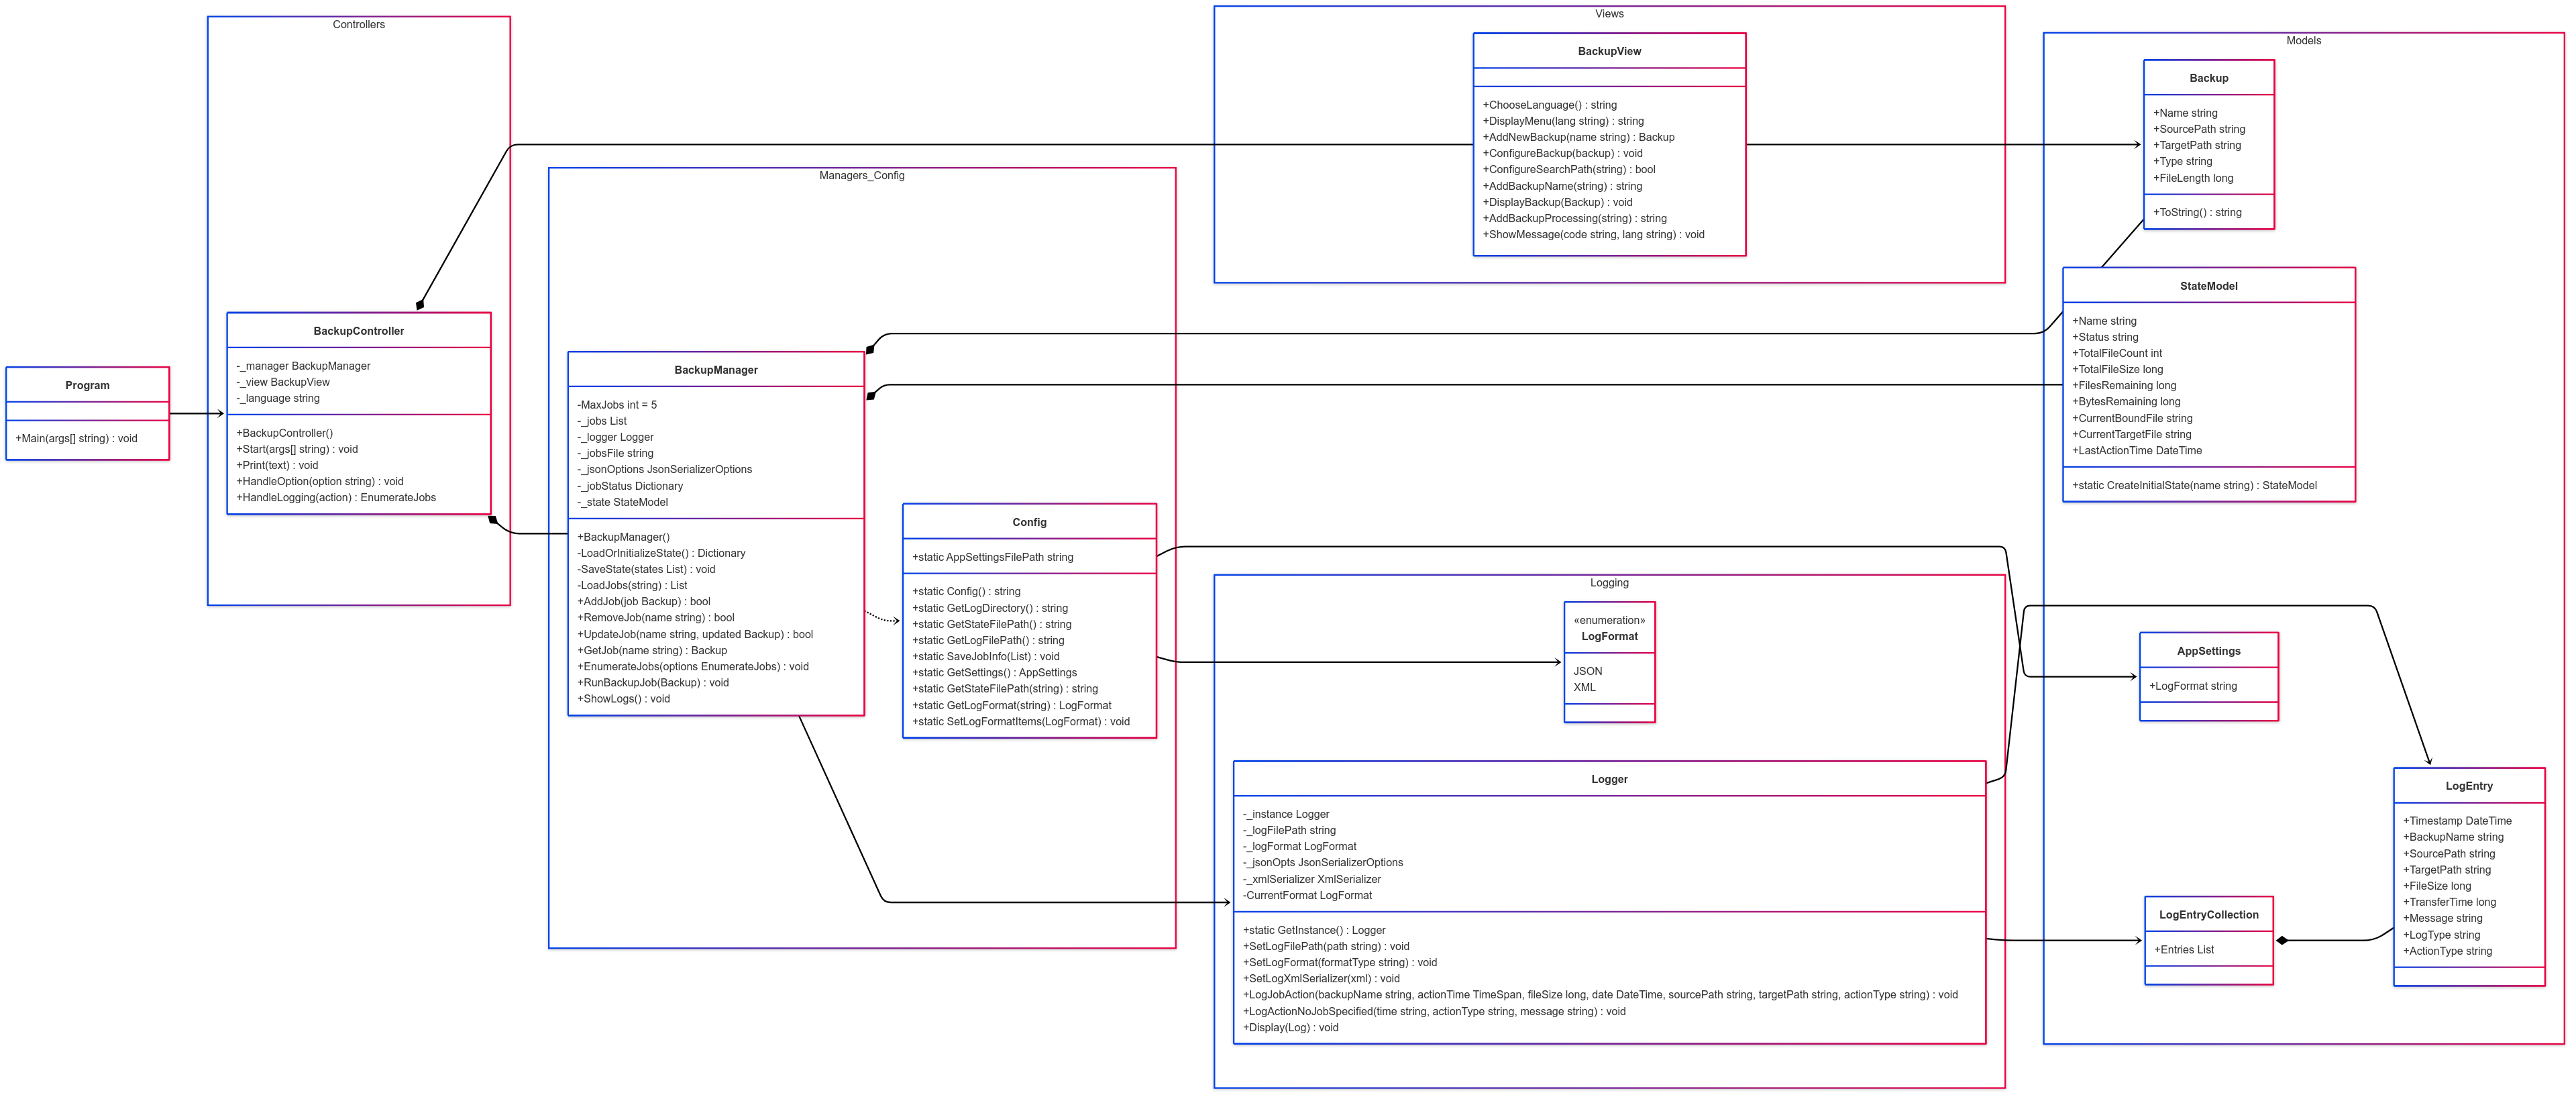 Controllers
Views
Models
Managers_Config
Logging
Program
+Main(args[] string) : void
BackupController
-_manager BackupManager
-_view BackupView
-_language string
+BackupController()
+Start(args[] string) : void
+Print(text) : void
+HandleOption(option string) : void
+HandleLogging(action) : EnumerateJobs
BackupManager
-MaxJobs int = 5
-_jobs List
-_logger Logger
-_jobsFile string
-_jsonOptions JsonSerializerOptions
-_jobStatus Dictionary
-_state StateModel
+BackupManager()
-LoadOrInitializeState() : Dictionary
-SaveState(states List) : void
-LoadJobs(string) : List
+AddJob(job Backup) : bool
+RemoveJob(name string) : bool
+UpdateJob(name string, updated Backup) : bool
+GetJob(name string) : Backup
+EnumerateJobs(options EnumerateJobs) : void
+RunBackupJob(Backup) : void
+ShowLogs() : void
Config
+static AppSettingsFilePath string
+static Config() : string
+static GetLogDirectory() : string
+static GetStateFilePath() : string
+static GetLogFilePath() : string
+static SaveJobInfo(List) : void
+static GetSettings() : AppSettings
+static GetStateFilePath(string) : string
+static GetLogFormat(string) : LogFormat
+static SetLogFormatItems(LogFormat) : void
BackupView
+ChooseLanguage() : string
+DisplayMenu(lang string) : string
+AddNewBackup(name string) : Backup
+ConfigureBackup(backup) : void
+ConfigureSearchPath(string) : bool
+AddBackupName(string) : string
+DisplayBackup(Backup) : void
+AddBackupProcessing(string) : string
+ShowMessage(code string, lang string) : void
«enumeration»
LogFormat
JSON
XML
Logger
-_instance Logger
-_logFilePath string
-_logFormat LogFormat
-_jsonOpts JsonSerializerOptions
-_xmlSerializer XmlSerializer
-CurrentFormat LogFormat
+static GetInstance() : Logger
+SetLogFilePath(path string) : void
+SetLogFormat(formatType string) : void
+SetLogXmlSerializer(xml) : void
+LogJobAction(backupName string, actionTime TimeSpan, fileSize long, date DateTime, sourcePath string, targetPath string, actionType string) : void
+LogActionNoJobSpecified(time string, actionType string, message string) : void
+Display(Log) : void
Backup
+Name string
+SourcePath string
+TargetPath string
+Type string
+FileLength long
+ToString() : string
StateModel
+Name string
+Status string
+TotalFileCount int
+TotalFileSize long
+FilesRemaining long
+BytesRemaining long
+CurrentBoundFile string
+CurrentTargetFile string
+LastActionTime DateTime
+static CreateInitialState(name string) : StateModel
AppSettings
+LogFormat string
LogEntryCollection
+Entries List
LogEntry
+Timestamp DateTime
+BackupName string
+SourcePath string
+TargetPath string
+FileSize long
+TransferTime long
+Message string
+LogType string
+ActionType string